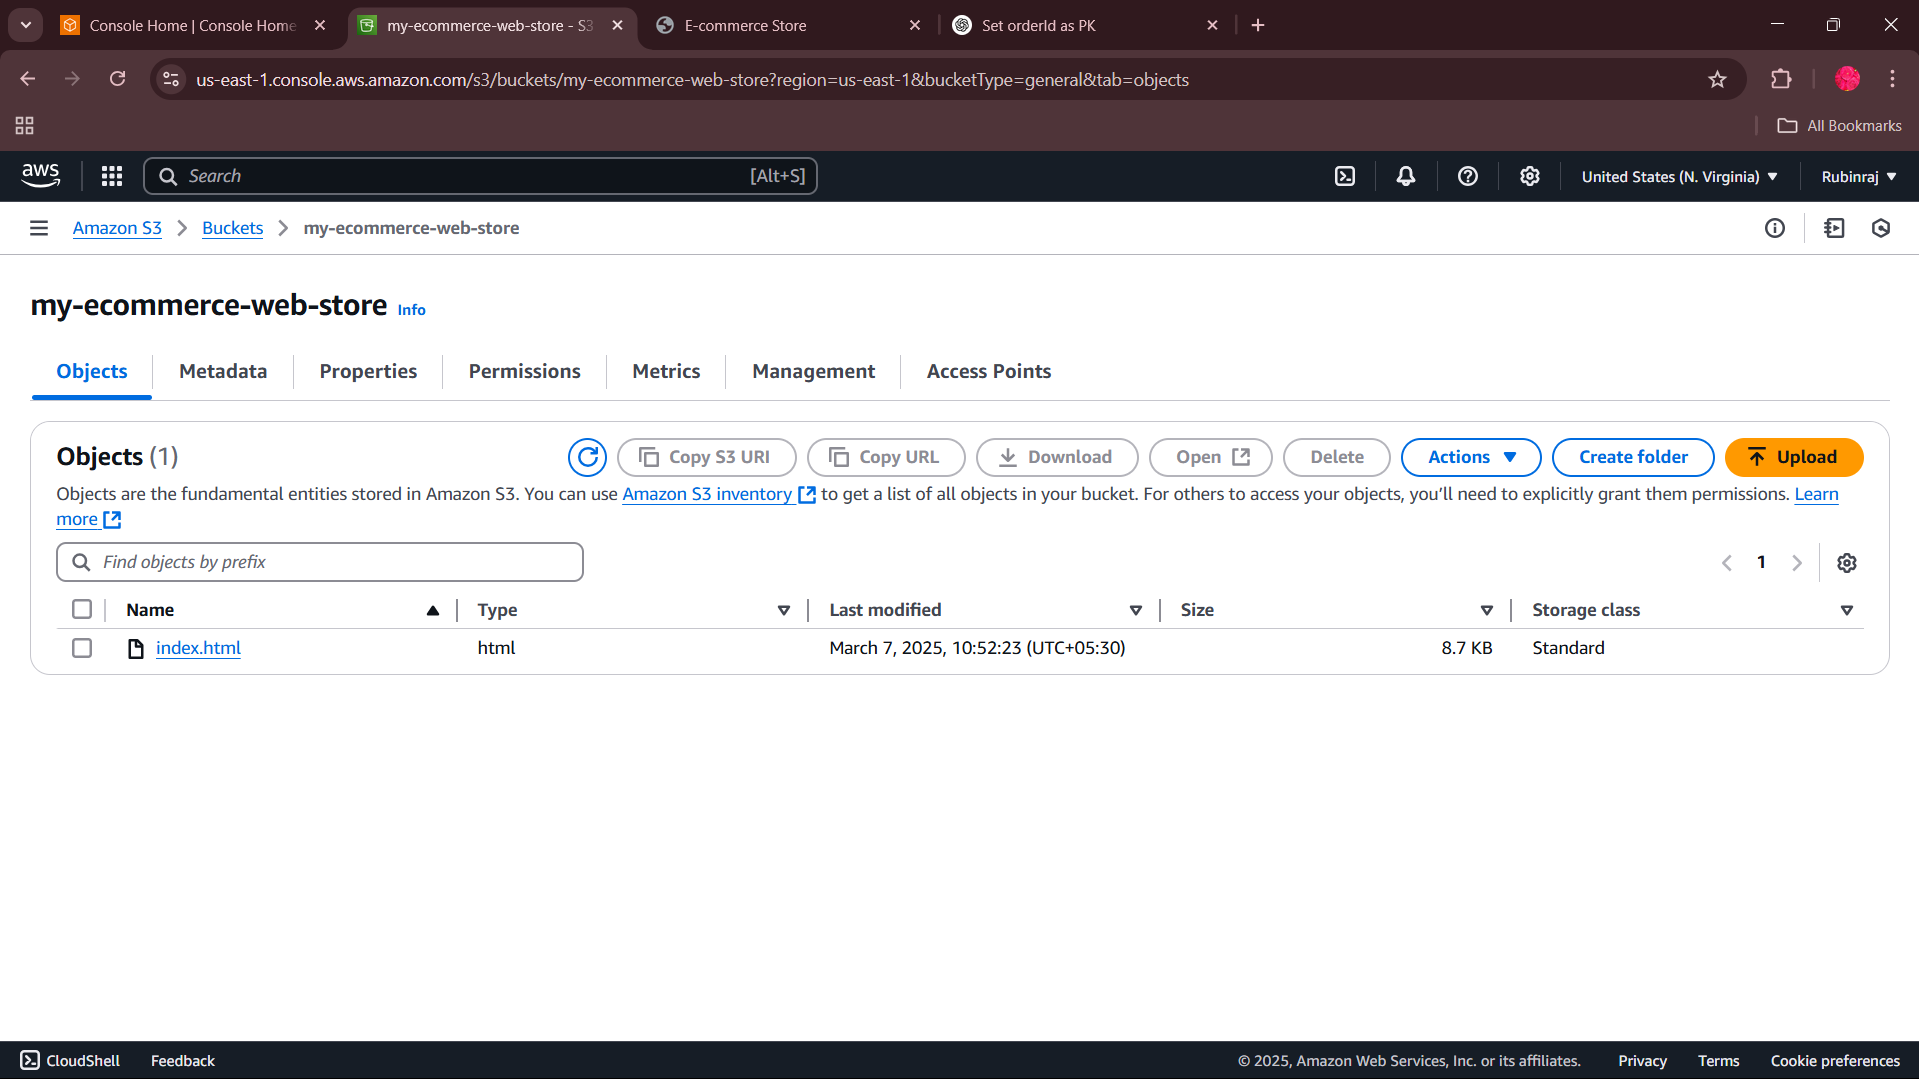 Console Home | Console Home
my-ecommerce-web-store - S3
E-commerce Store
Set orderId as PK
us-east-1.console.aws.amazon.com/s3/buckets/my-ecommerce-web-store?region=us-east-1&bucketType=general&tab=objects
All Bookmarks
aws
Search
[Alt+S]
United States (N. Virginia)
Rubinraj
Amazon S3
Buckets
my-ecommerce-web-store
my-ecommerce-web-store Info
Objects
Metadata
Properties
Permissions
Metrics
Management
Access Points
Objects (1)
Copy S3 URI
Copy URL
Download
Open
Delete
Actions
Create folder
Upload
Objects are the fundamental entities stored in Amazon S3. You can use Amazon S3 inventory to get a list of all objects in your bucket. For others to access your objects, you’ll need to explicitly grant them permissions. Learn
more
Find objects by prefix
1
Name
Type
Last modified
Size
Storage class
index.html
html
March 7, 2025, 10:52:23 (UTC+05:30)
8.7 KB
Standard
CloudShell
Feedback
© 2025, Amazon Web Services, Inc. or its affiliates.
Privacy
Terms
Cookie preferences